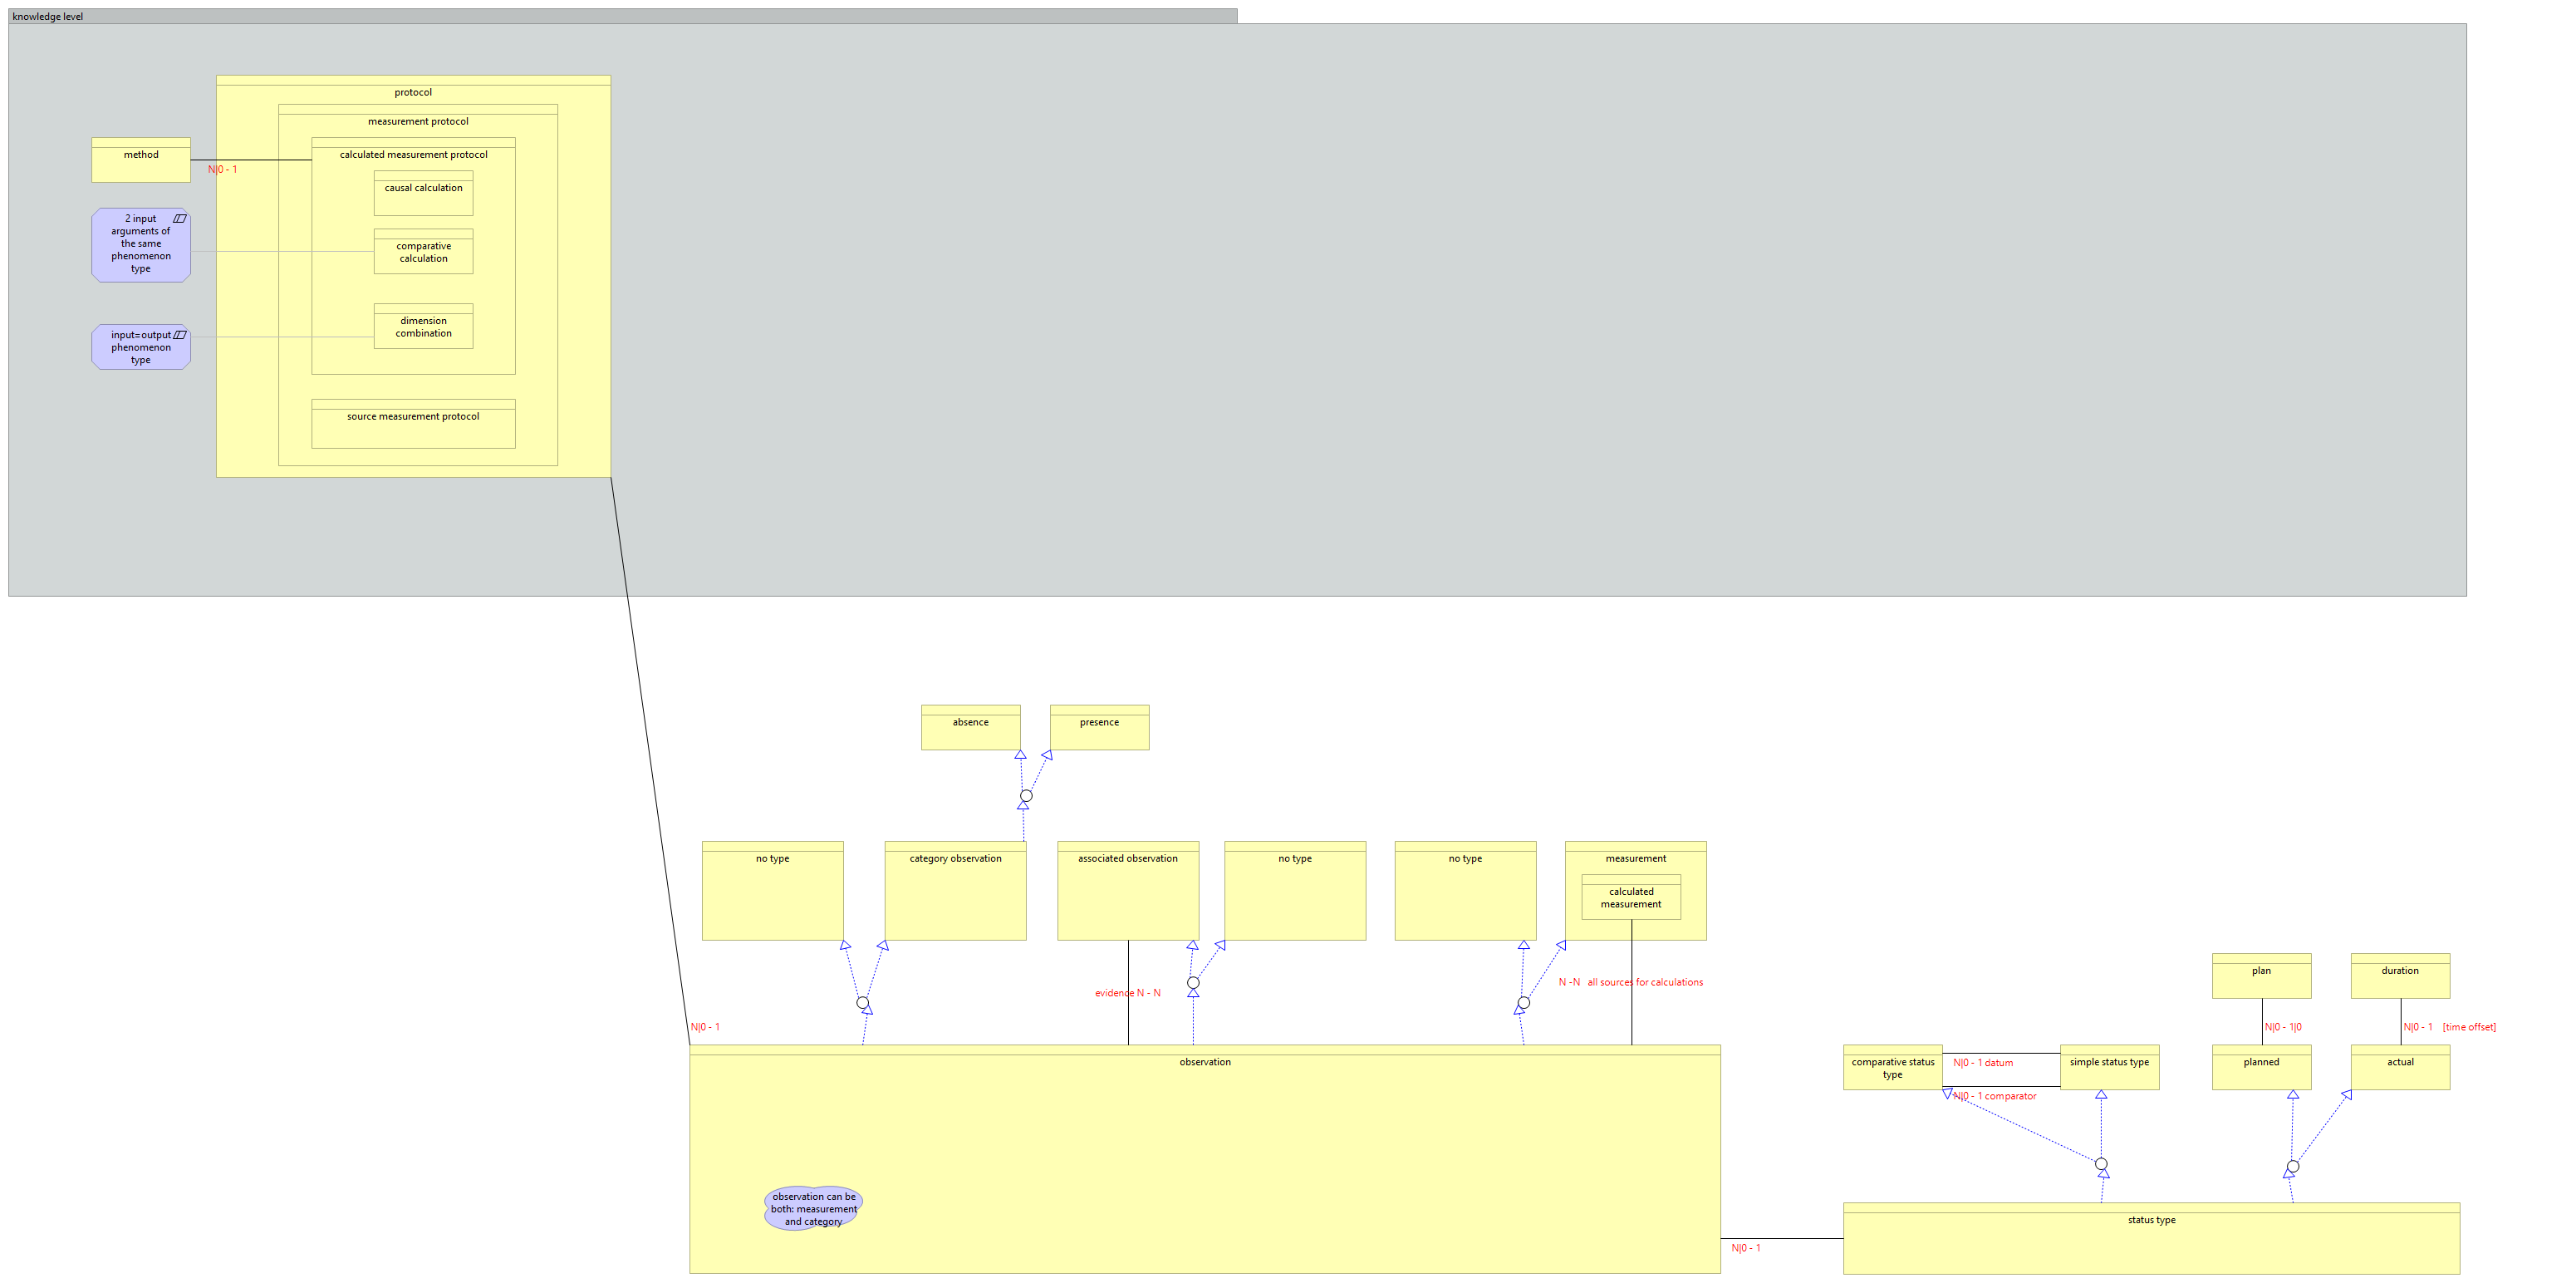 knowledge level
protocol
measurement protocol
method
calculated measurement protocol
N|0 - 1
causal calculation
2 input
arguments of
the same
phenomenon
type
comparative
calculation
dimension
combination
input=output
phenomenon
type
source measurement protocol
absence
presence
no type
category observation
associated observation
no type
no type
measurement
calculated
measurement
evidence N - N
N -N   all sources for calculations
plan
duration
N|0 - 1
N|0 - 1|0
N|0 - 1    [time offset]
observation
comparative status
type
N|0 - 1 datum
simple status type
planned
actual
N|0 - 1 comparator
observation can be
both: measurement
and category
status type
N|0 - 1